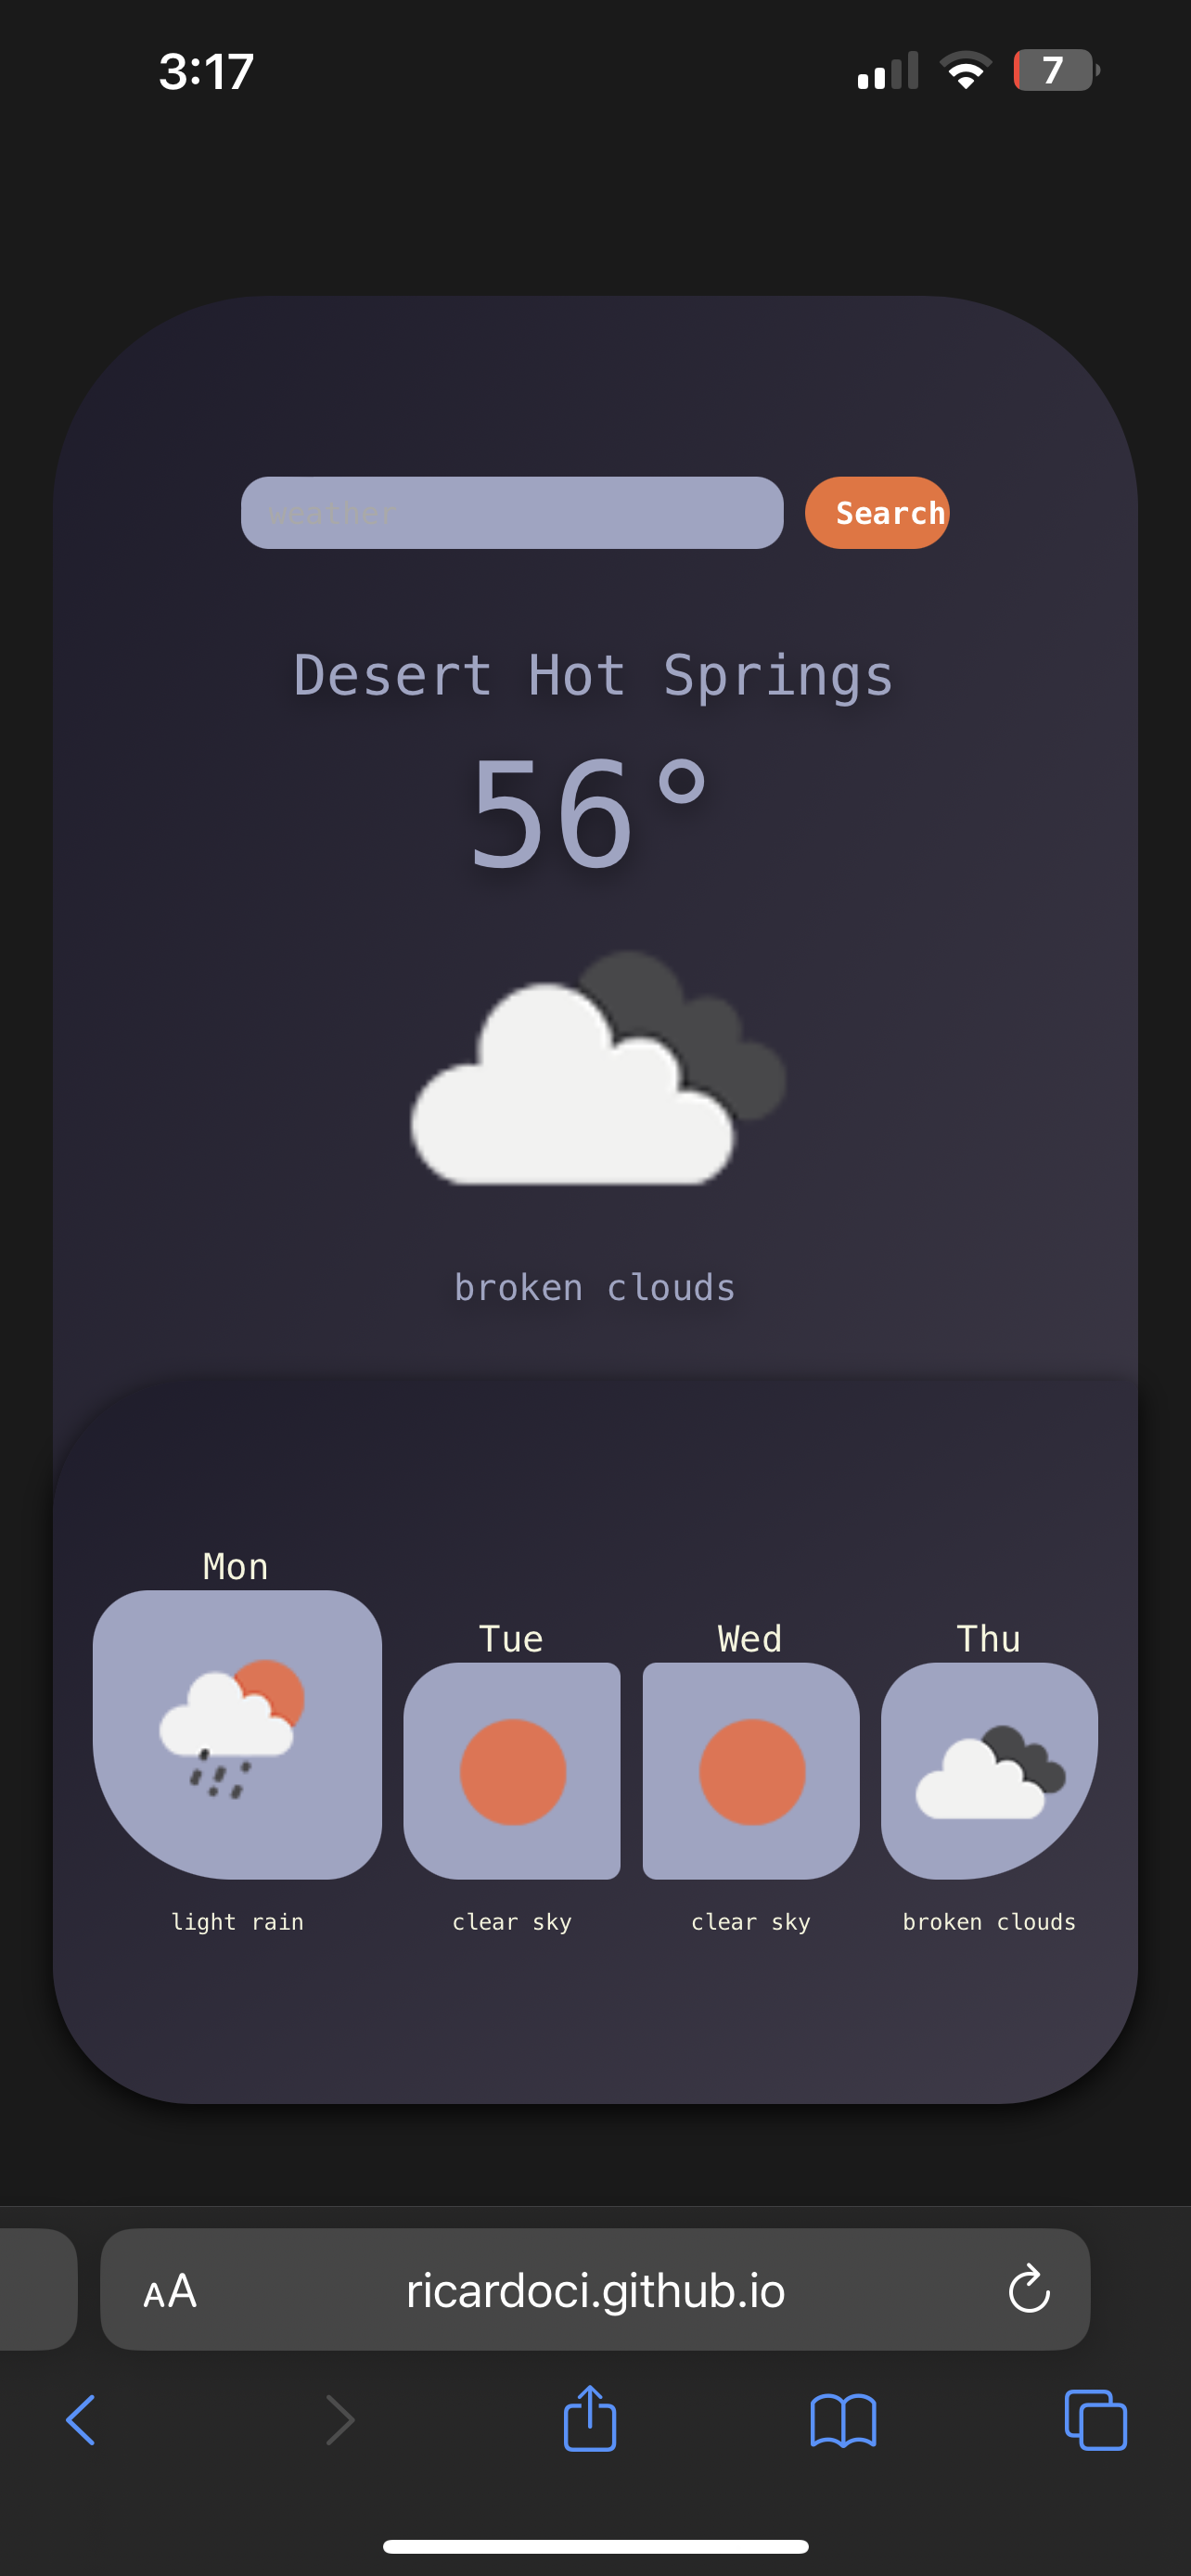 3:17
7
weather
Search
Desert Hot Springs
56°
broken clouds
Mon
Tue Wed Thu
light rain clear sky clear sky broken clouds
AA ricardoci.github.io